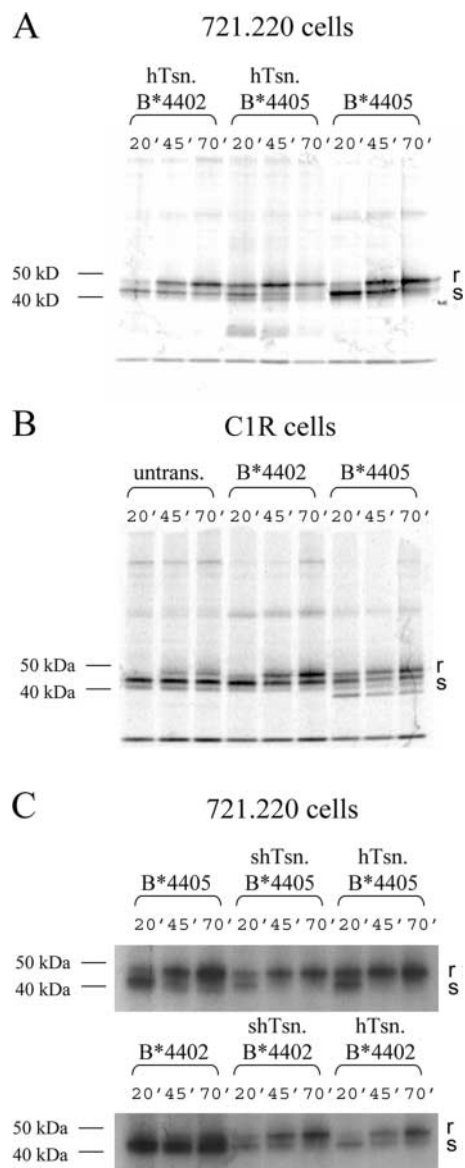 A 721.220 cells
hTsn. hTsn.
B*4402 B*4405 B*4405
20' 45' 70' 20' 45' 70' 20' 45' 70'
50 kD r
40 kD s
B C1R cells
untrans. B*4402 B*4405
20' 45' 70' 20' 45' 70' 20' 45' 70'
50 kDa r
40 kDa s
C 721.220 cells
shTsn. hTsn.
B*4405 B*4405 B*4405
20' 45' 70' 20' 45' 70' 20' 45' 70'
50 kDa r
40 kDa s
shTsn. hTsn.
B*4402 B*4402 B*4402
20' 45' 70' 20' 45' 70' 20' 45' 70'
50 kDa r
40 kDa s